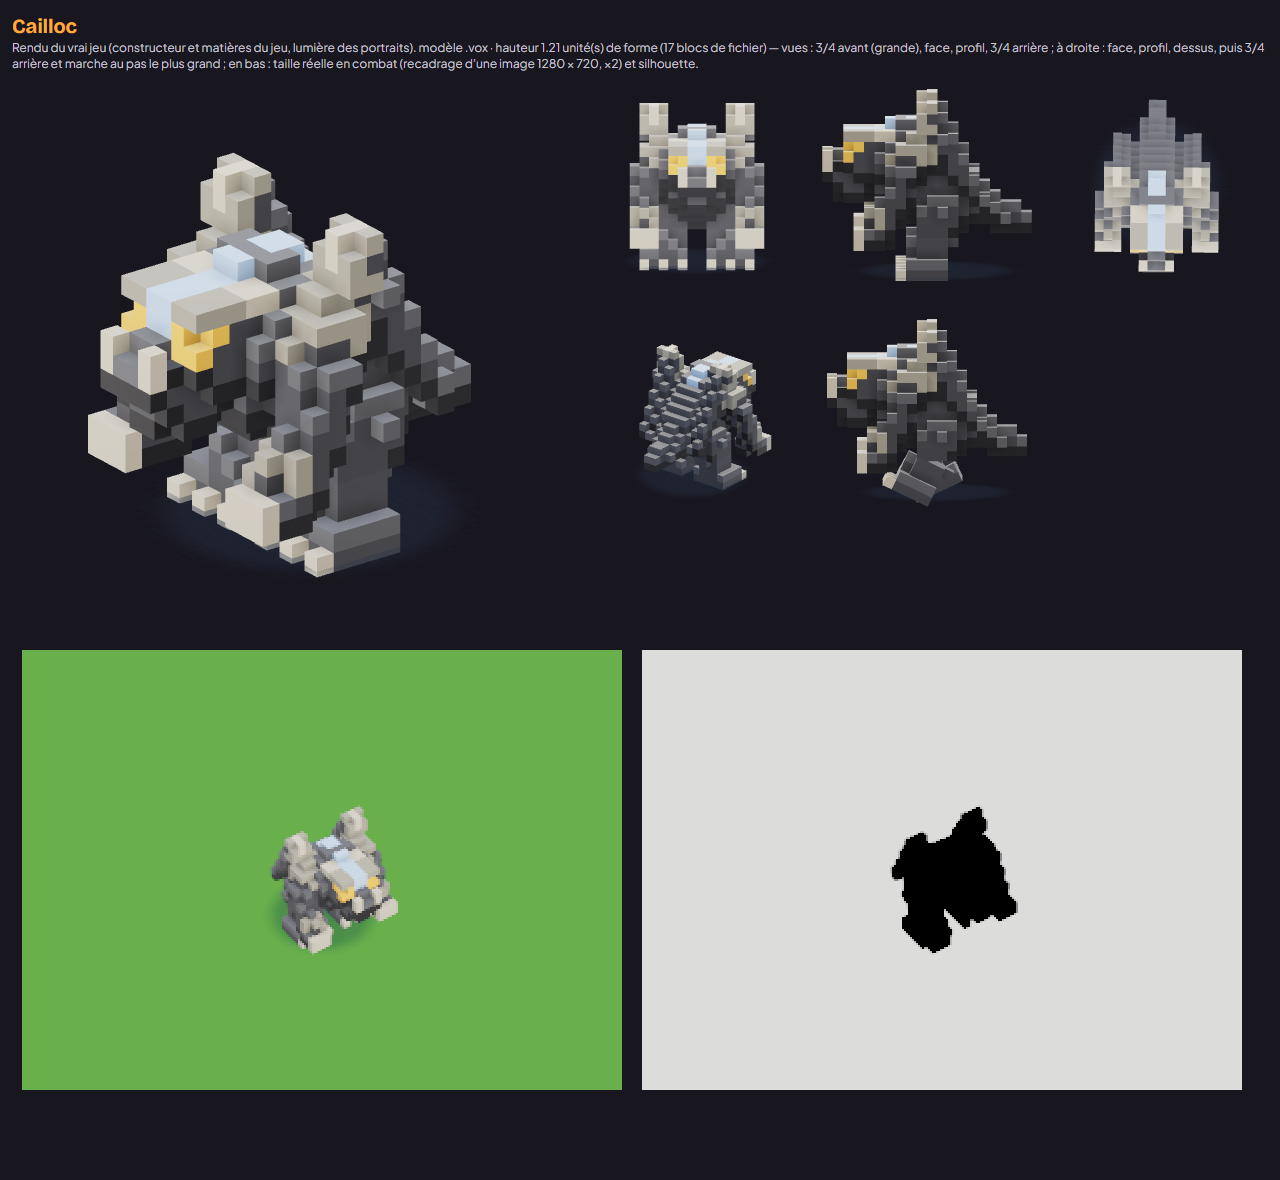 Cailloc
Rendu du vrai jeu (constructeur et matières du jeu, lumière des portraits). modèle .vox · hauteur 1.21 unité(s) de forme (17 blocs de fichier) — vues : 3/4 avant (grande), face, profil, 3/4 arrière ; à droite : face, profil, dessus, puis 3/4
arrière et marche au pas le plus grand ; en bas : taille réelle en combat (recadrage d'une image 1280 × 720, ×2) et silhouette.